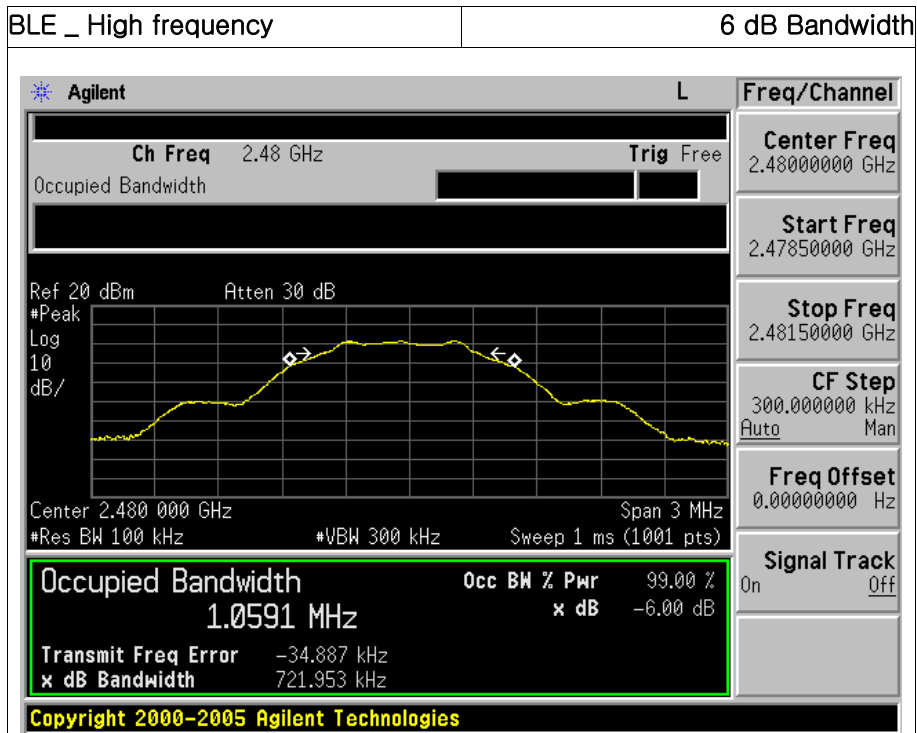 BLE _ High frequency
6 dB Bandwidth
Agilent
L
Freq/Channel
Ch Freq 2.48 GHz
Trig Free
Occupied Bandwidth
Center Freq
2.48000000 GHz
Start Freq
2.47850000 GHz
Stop Freq
2.48150000 GHz
CF Step
300.000000 kHz
Auto Man
Freq Offset
0.00000000 Hz
Signal Track
On Off
Ref 20 dBm
Atten 30 dB
#Peak
Log
10
dB/
Center 2.480 000 GHz
Span 3 MHz
#Res BW 100 kHz
#VBW 300 kHz
Sweep 1 ms (1001 pts)
Occupied Bandwidth
1.0591 MHz
Occ BW % Pwr 99.00 %
x dB -6.00 dB
Transmit Freq Error -34.887 kHz
x dB Bandwidth 721.953 kHz
Copyright 2000-2005 Agilent Technologies